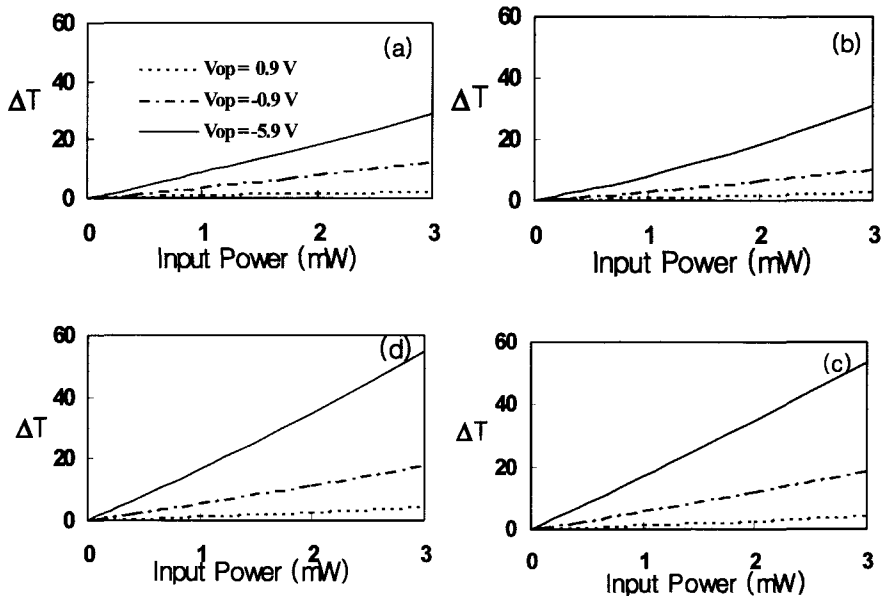 60
40
ΔT
20
0
(a)
Vop = 0.9 V
Vop = -0.9 V
Vop = -5.9 V
0 1 2 3
Input Power (mW)
60
40
ΔT
20
0
(b)
0 1 2 3
Input Power (mW)
60
40
ΔT
20
0
(d)
0 1 2 3
Input Power (mW)
60
40
ΔT
20
0
(c)
0 1 2 3
Input Power (mW)